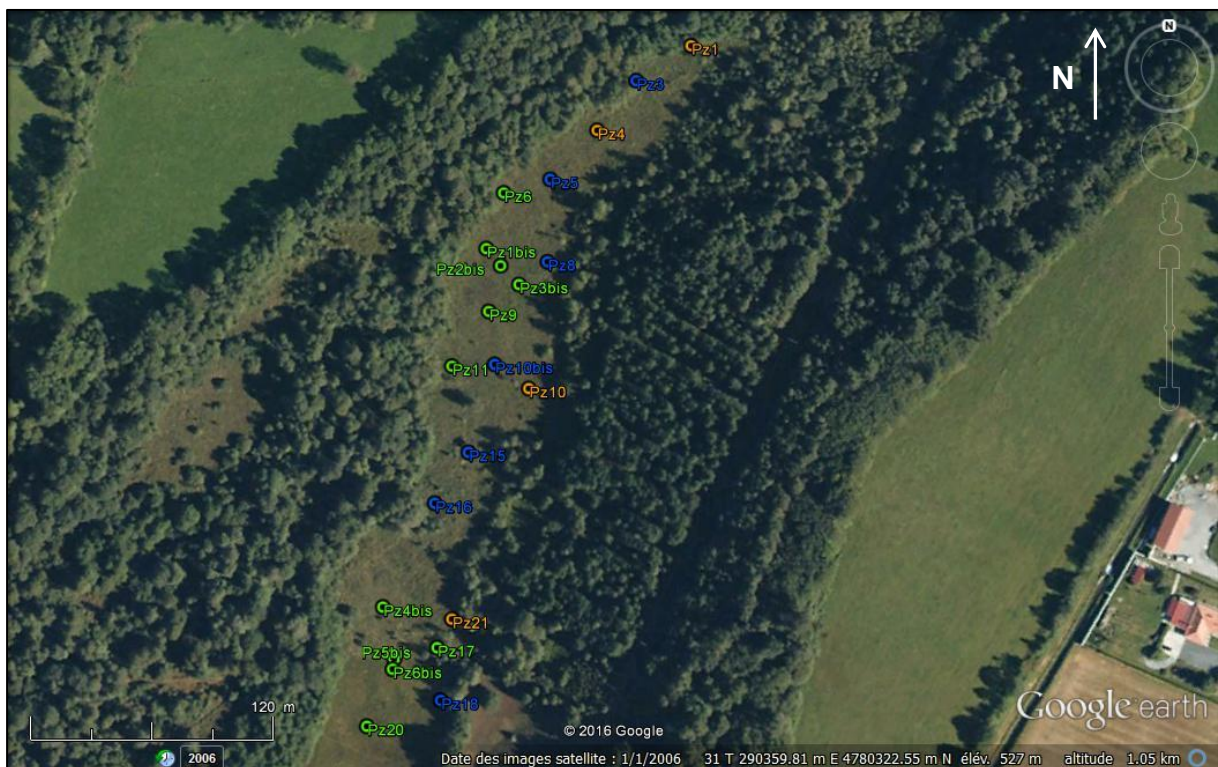 N
Pz1
N
Pz3
Pz4
Pz5
Pz6
Pz1bis
Pz2bis
Pz8
Pz3bis
Pz9
Pz11
Pz10bis
Pz10
Pz15
Pz16
Pz4bis
Pz21
Pz17
Pz5bis
Pz6bis
Pz18
120 m
Pz20
Google earth
© 2016 Google
2006
Date des images satellite : 1/1/2006 31 T 290359.81 m E 4780322.55 m N élév. 527 m altitude 1.05 km